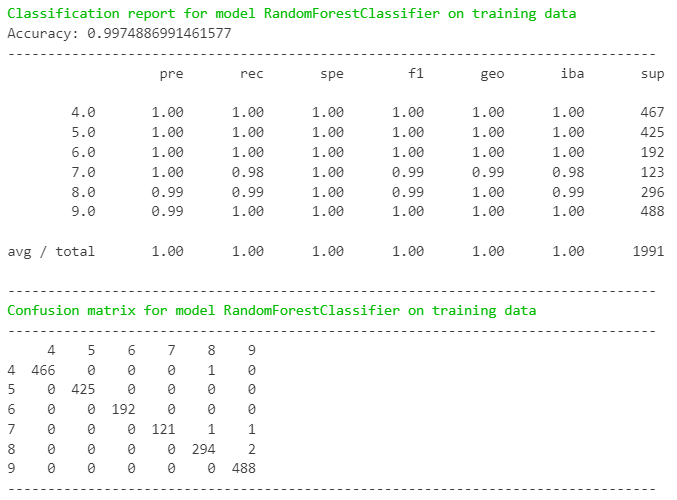 Classification report for model RandomForestClassifier on training data
Accuracy: 0.9974886991461577
---------------------------------------------------------------------------------
pre rec spe f1 geo iba sup
4.0 1.00 1.00 1.00 1.00 1.00 1.00 467
5.0 1.00 1.00 1.00 1.00 1.00 1.00 425
6.0 1.00 1.00 1.00 1.00 1.00 1.00 192
7.0 1.00 0.98 1.00 0.99 0.99 0.98 123
8.0 0.99 0.99 1.00 0.99 1.00 0.99 296
9.0 0.99 1.00 1.00 1.00 1.00 1.00 488
avg / total 1.00 1.00 1.00 1.00 1.00 1.00 1991
---------------------------------------------------------------------------------
Confusion matrix for model RandomForestClassifier on training data
---------------------------------------------------------------------------------
4 5 6 7 8 9
4 466 0 0 0 1 0
5 0 425 0 0 0 0
6 0 0 192 0 0 0
7 0 0 0 121 1 1
8 0 0 0 0 294 2
9 0 0 0 0 0 488
---------------------------------------------------------------------------------